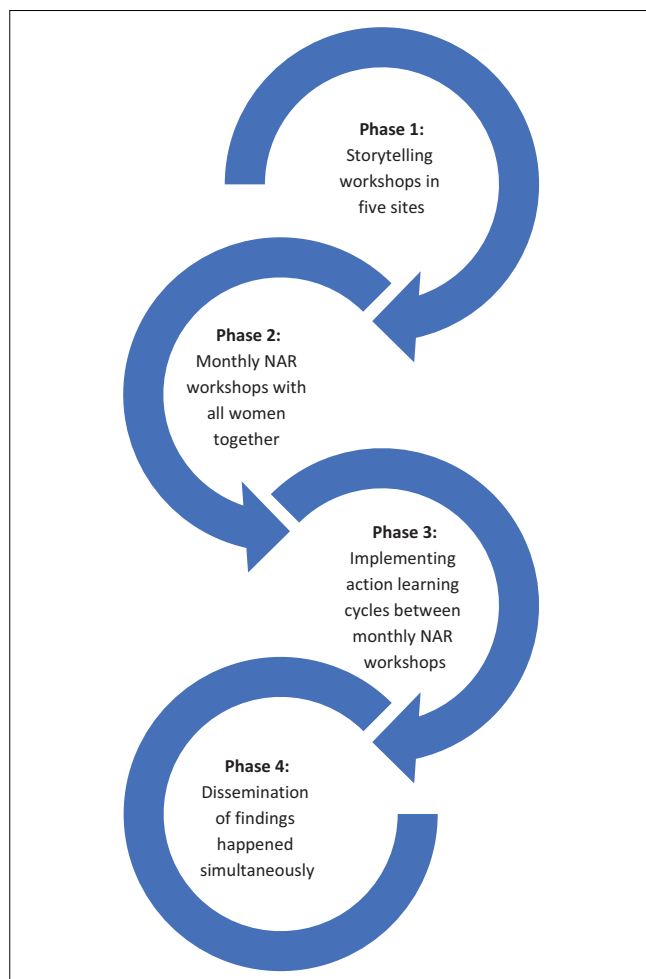 Phase 1:
Storytelling
workshops in
five sites
Phase 2:
Monthly NAR
workshops with
all women
together
Phase 3:
Implementing
action learning
cycles between
monthly NAR
workshops
Phase 4:
Dissemination
of findings
happened
simultaneously